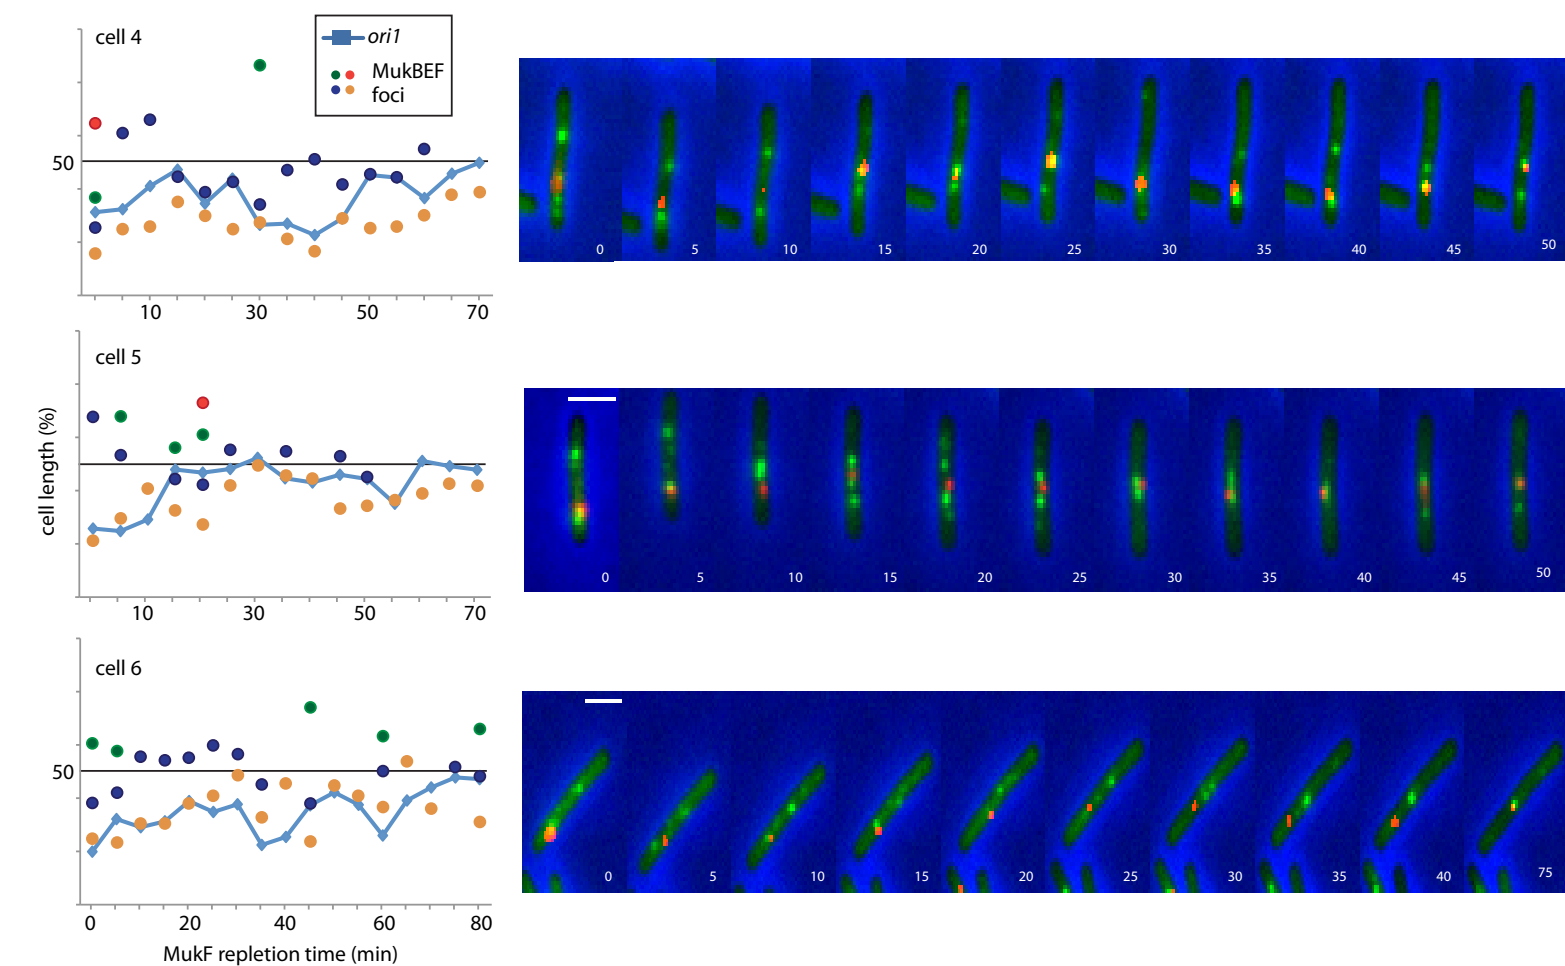 cell 4
ori1
MukBEF
foci
50
10 30 50 70
0 5 10 15 20 25 30 35 40 45 50
cell 5
cell length (%)
10 30 50 70
0 5 10 15 20 25 30 35 40 45 50
cell 6
50
0 20 40 60 80
MukF repletion time (min)
0 5 10 15 20 25 30 35 40 75